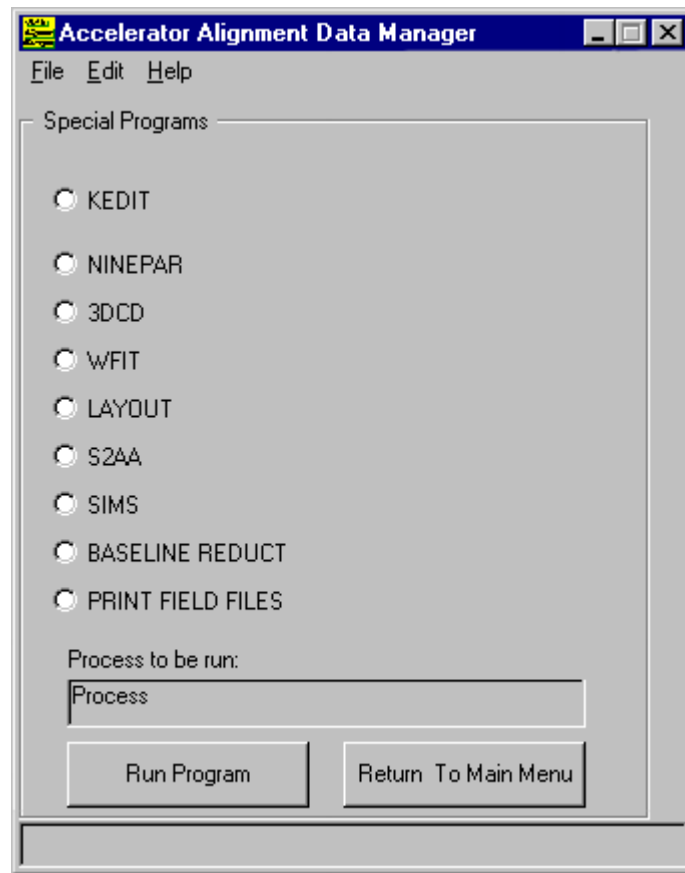 Accelerator Alignment Data Manager
File Edit Help
Special Programs
KEDIT
NINEPAR
3DCD
WFIT
LAYOUT
S2AA
SIMS
BASELINE REDUCT
PRINT FIELD FILES
Process to be run:
Process
Run Program Return To Main Menu